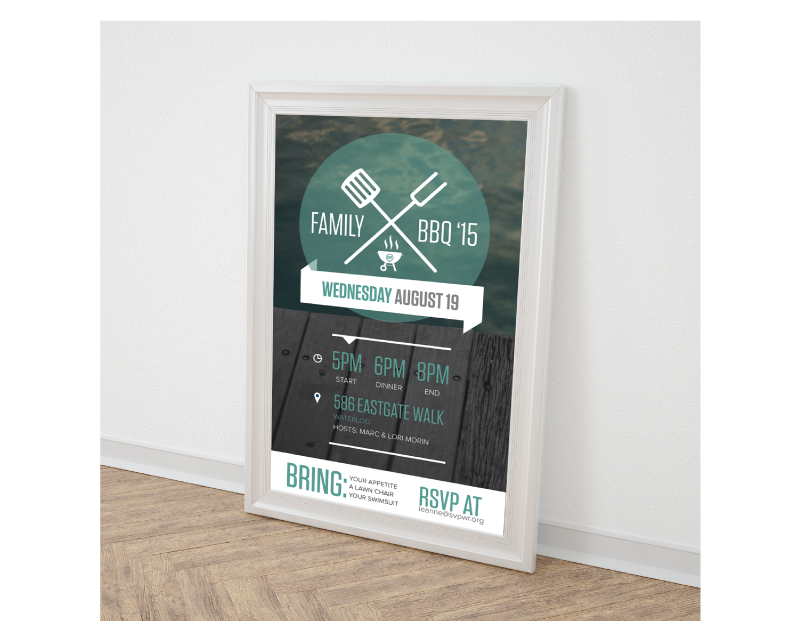 FAMILY BBQ ‘15
WEDNESDAY AUGUST 19
5PM 6PM 8PM
START DINNER END
586 EASTGATE WALK
WATERLOO
HOSTS: MARC & LORI MORIN
BRING:
YOUR APPETITE
A LAWN CHAIR
YOUR SWIMSUIT
RSVP AT
leanne@svpwr.org